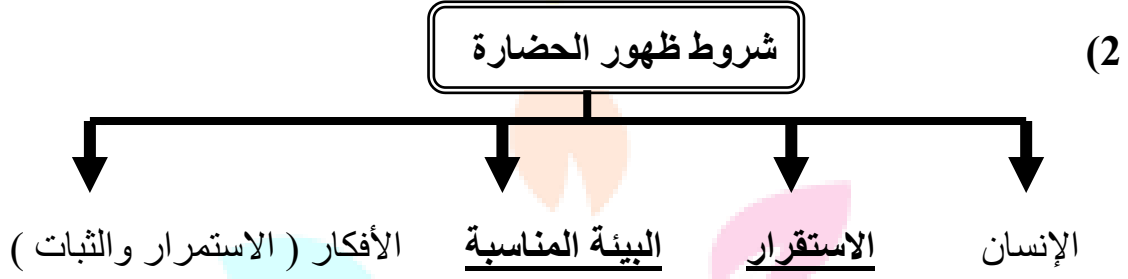 2) شروط ظهور الحضارة
الإنسان الاستقرار البيئة المناسبة الأفكار ( الاستمرار والثبات )